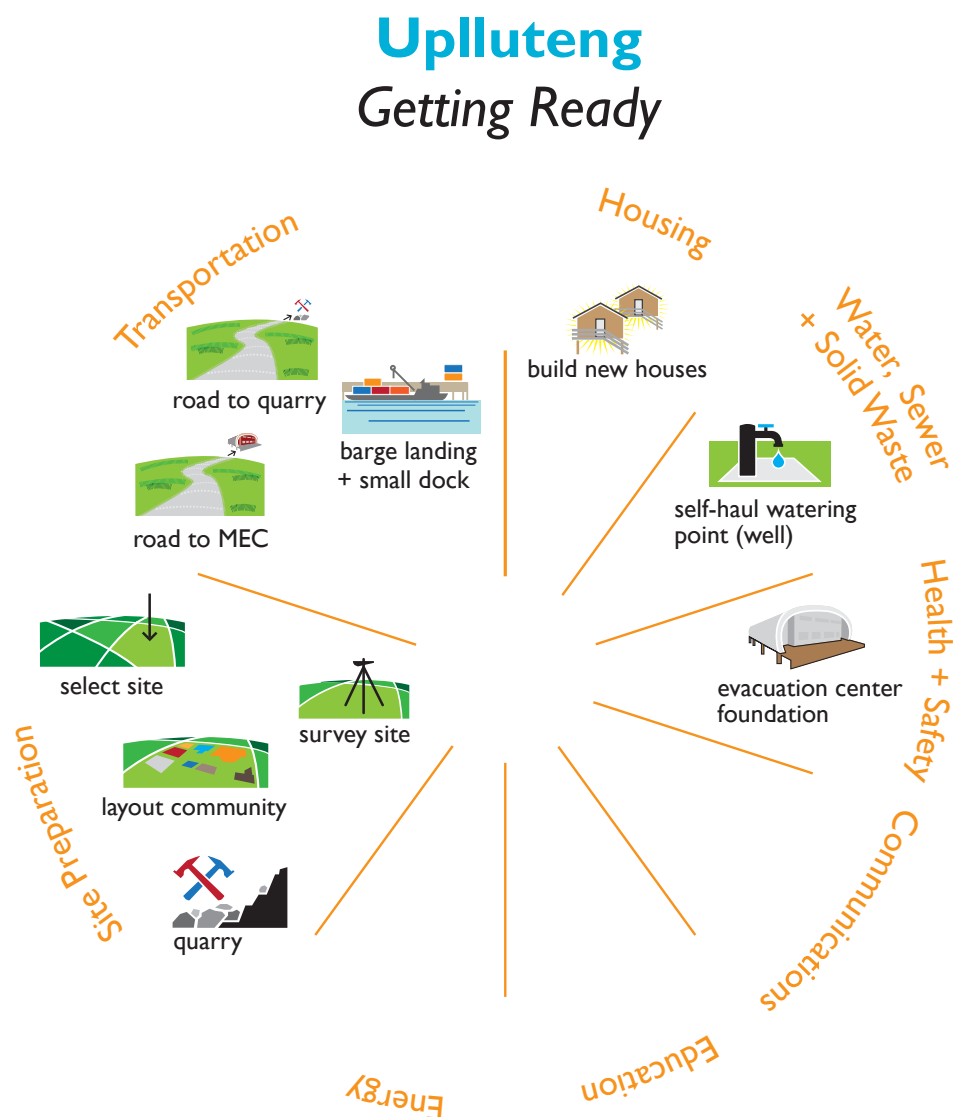 Uplluteng
Getting Ready
Transportation
road to quarry
barge landing
+ small dock
road to MEC
Housing
build new houses
Water, Sewer
+ Solid Waste
self-haul watering
point (well)
Health + Safety
evacuation center
foundation
Communications
Education
Energy
Site Preparation
select site
survey site
layout community
quarry